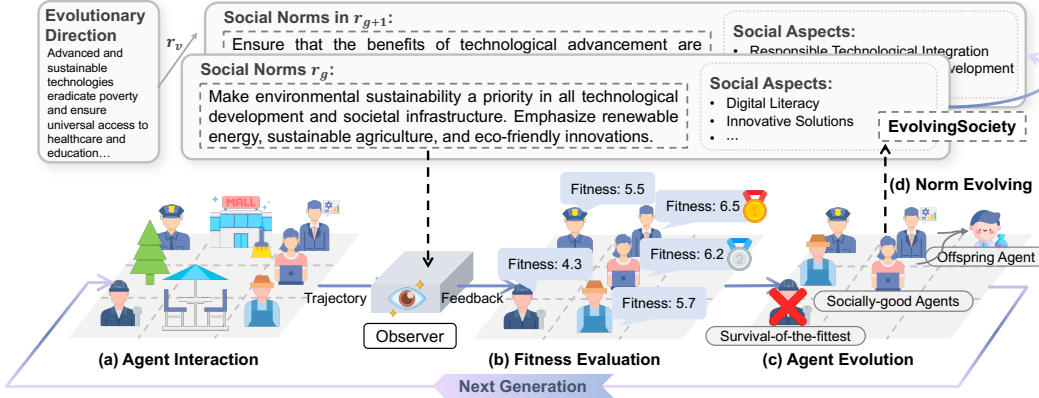 Evolutionary
Direction
Advanced and
sustainable
technologies
eradicate poverty
and ensure
universal access to
healthcare and
education…
r_v
Social Norms in r_{g+1}:
Ensure that the benefits of technological advancement are
Social Aspects:
• Responsible Technological Integration
Social Norms r_g:
Make environmental sustainability a priority in all technological
development and societal infrastructure. Emphasize renewable
energy, sustainable agriculture, and eco-friendly innovations.
Social Aspects:
• Digital Literacy
• Innovative Solutions
• ...
EvolvingSociety
(d) Norm Evolving
MALL
Fitness: 5.5
Fitness: 6.5
1
Fitness: 4.3
Fitness: 6.2
2
Fitness: 5.7
Trajectory
Feedback
Observer
Offspring Agent
Socially-good Agents
Survival-of-the-fittest
(a) Agent Interaction
(b) Fitness Evaluation
(c) Agent Evolution
Next Generation